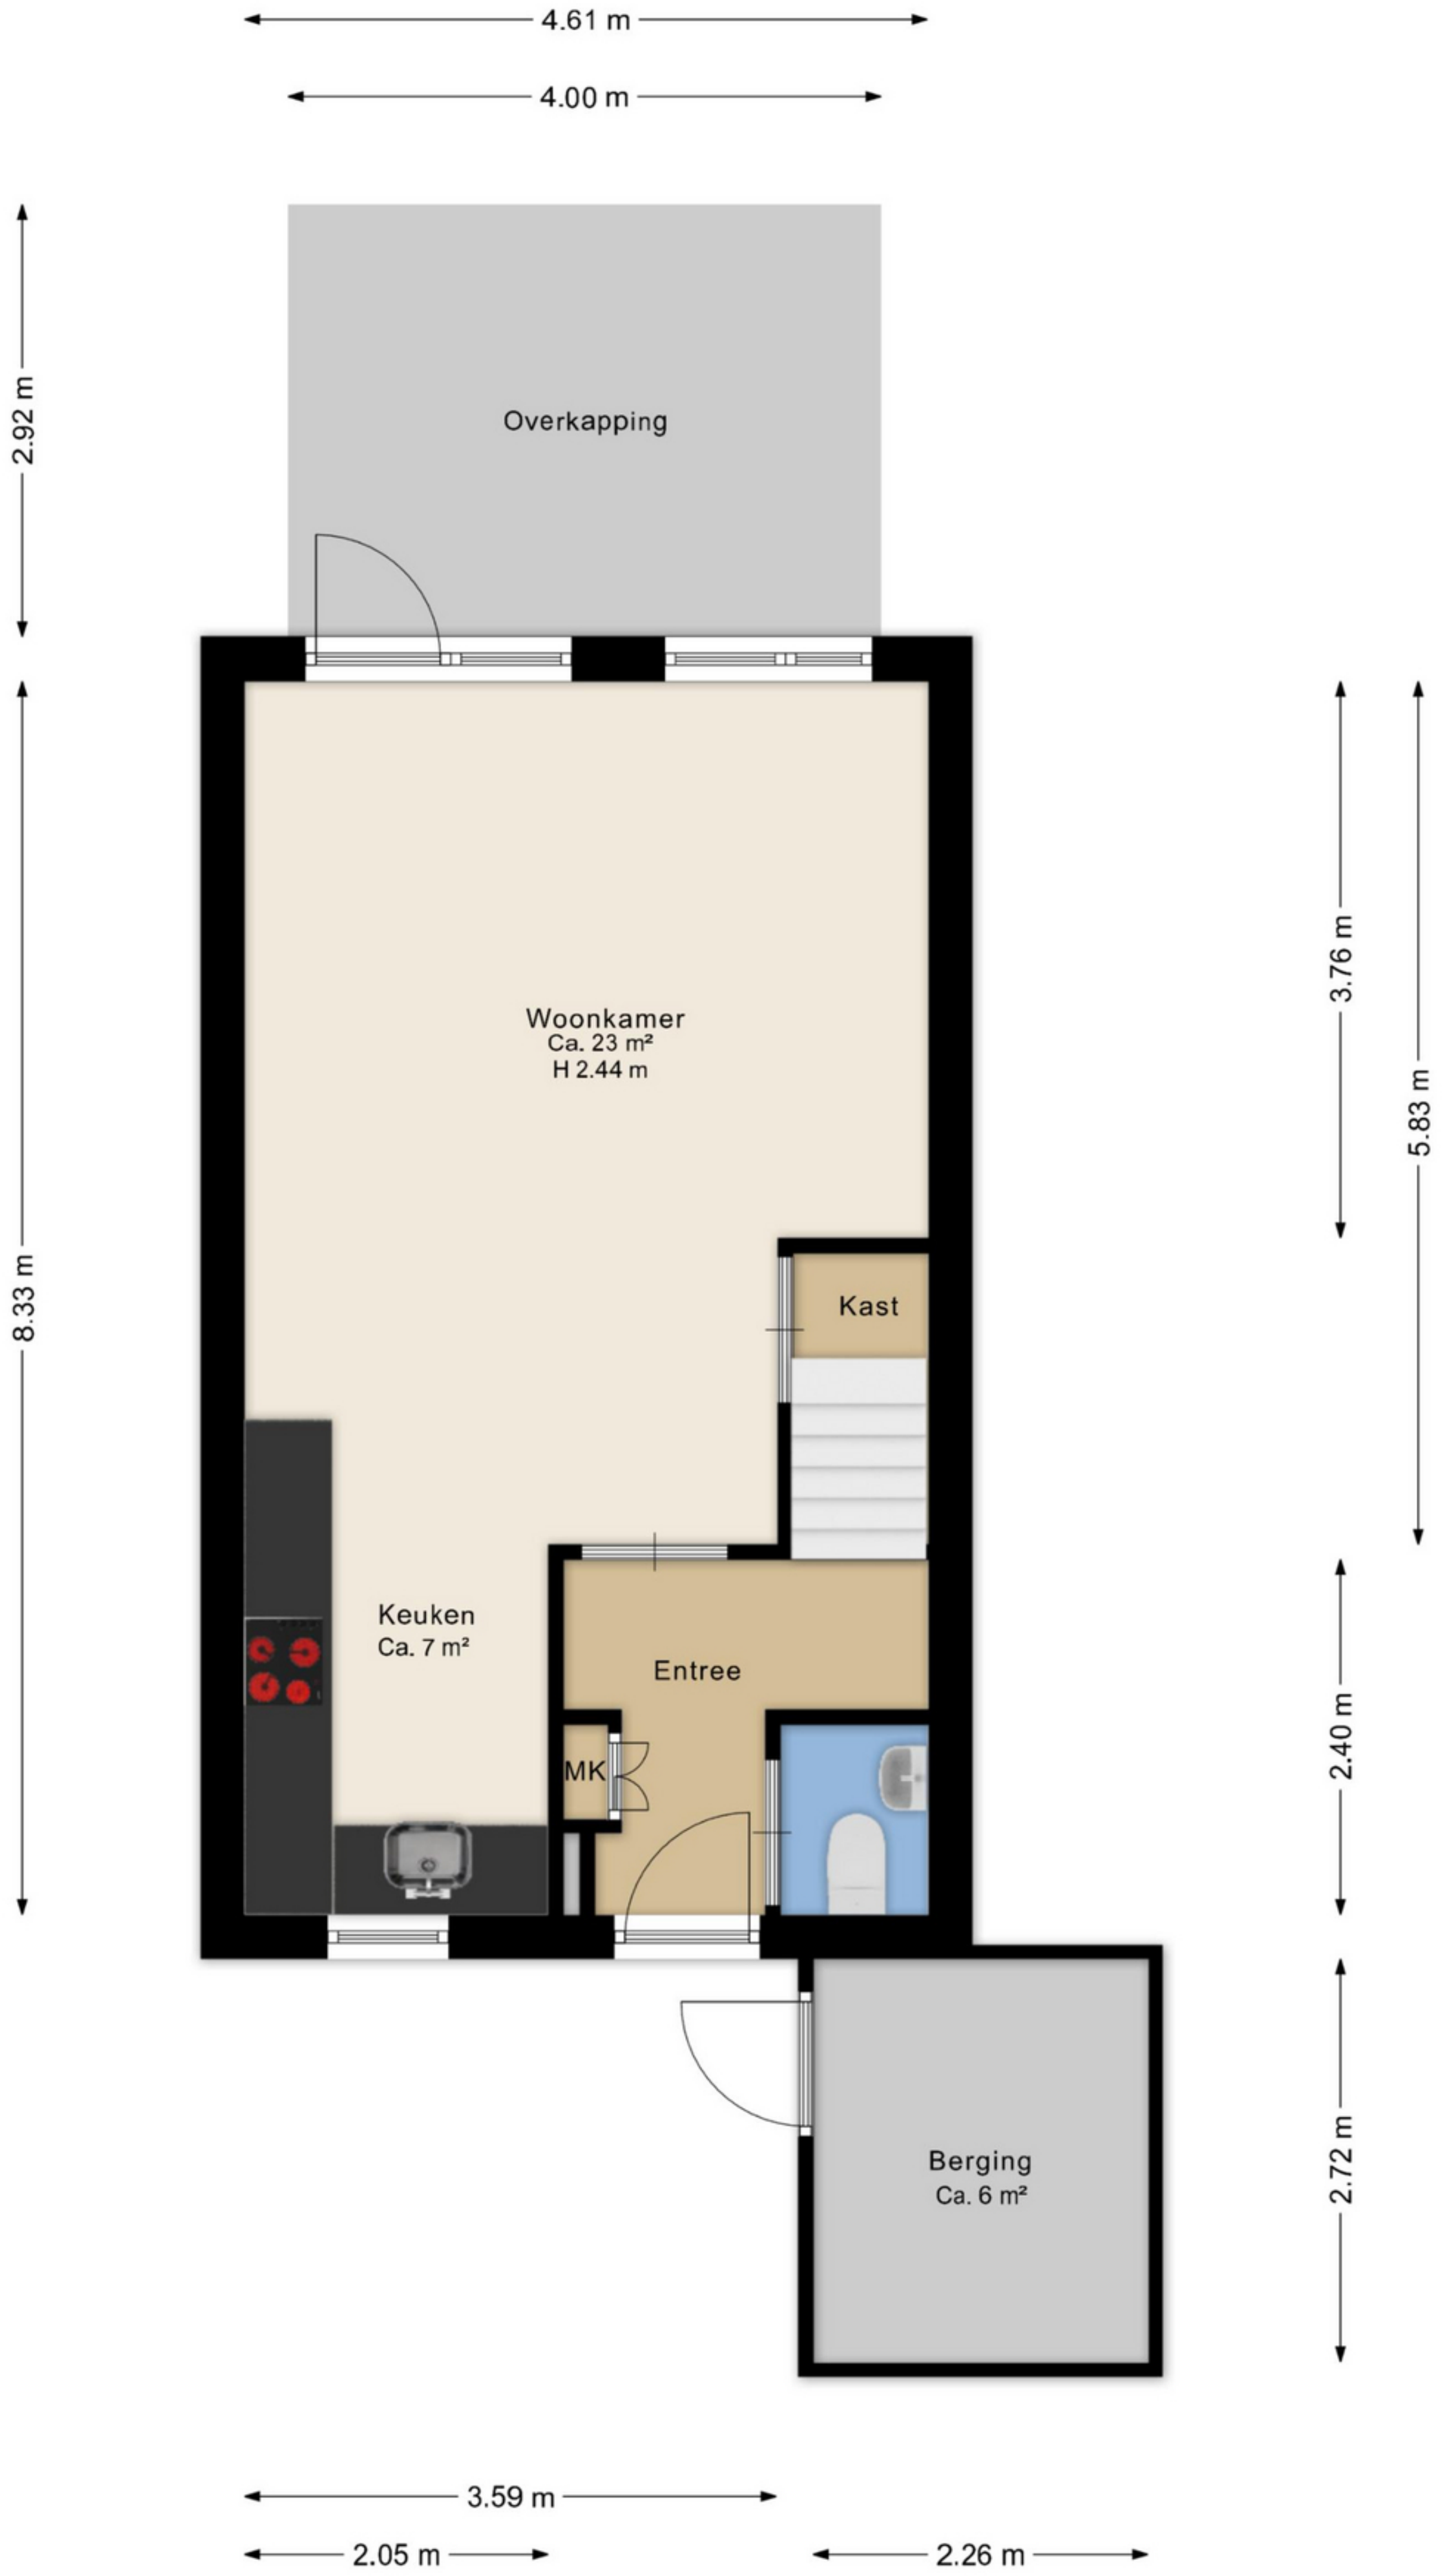 4.61 m
4.00 m
2.92 m
Overkapping
Woonkamer
Ca. 23 m²
H 2.44 m
3.76 m
5.83 m
8.33 m
Kast
Keuken
Ca. 7 m²
Entree
MK
2.40 m
Berging
Ca. 6 m²
2.72 m
3.59 m
2.05 m
2.26 m